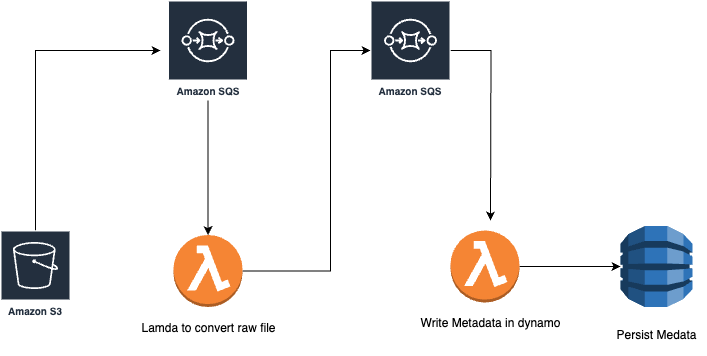 Amazon SQS
Amazon SQS
Amazon S3
Lamda to convert raw file
Write Metadata in dynamo
Persist Medata